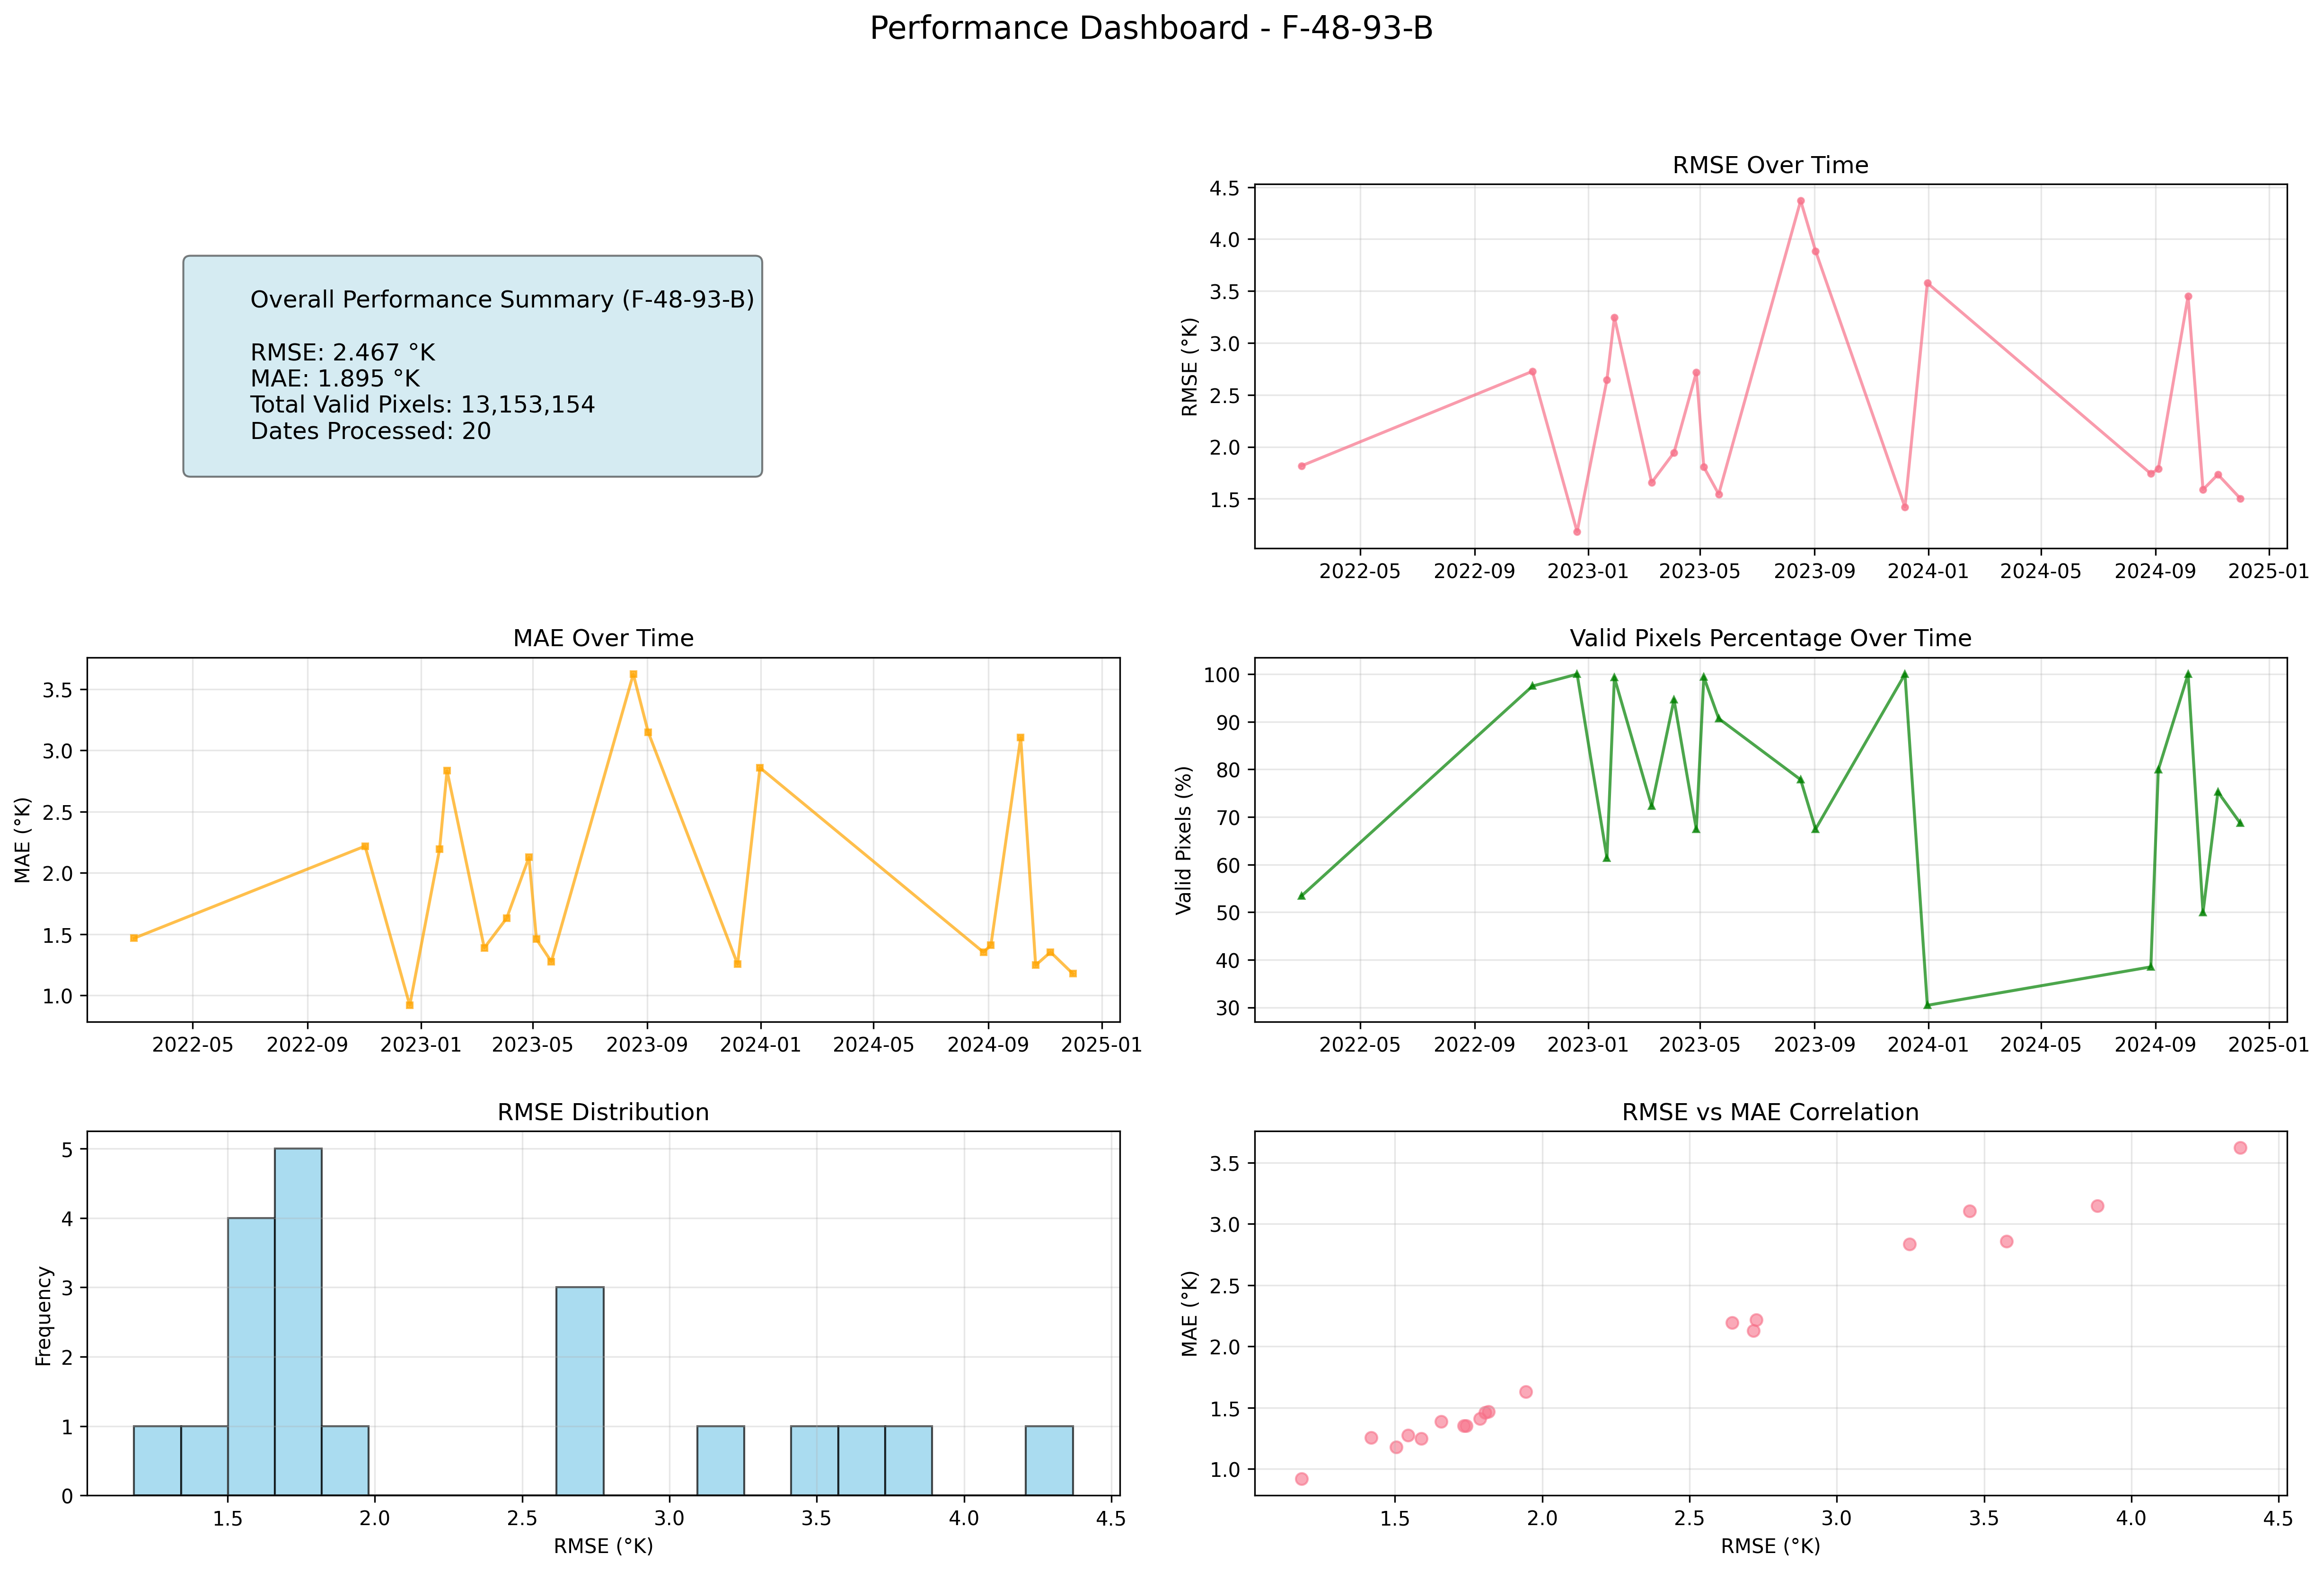 Performance Dashboard - F-48-93-B
Overall Performance Summary (F-48-93-B)
RMSE: 2.467 °K
MAE: 1.895 °K
Total Valid Pixels: 13,153,154
Dates Processed: 20
RMSE Over Time
RMSE (°K)
4.5
4.0
3.5
3.0
2.5
2.0
1.5
2022-05 2022-09 2023-01 2023-05 2023-09 2024-01 2024-05 2024-09 2025-01
MAE Over Time
MAE (°K)
3.5
3.0
2.5
2.0
1.5
1.0
2022-05 2022-09 2023-01 2023-05 2023-09 2024-01 2024-05 2024-09 2025-01
Valid Pixels Percentage Over Time
Valid Pixels (%)
100
90
80
70
60
50
40
30
2022-05 2022-09 2023-01 2023-05 2023-09 2024-01 2024-05 2024-09 2025-01
RMSE Distribution
Frequency
5
4
3
2
1
0
1.5 2.0 2.5 3.0 3.5 4.0 4.5
RMSE (°K)
RMSE vs MAE Correlation
MAE (°K)
3.5
3.0
2.5
2.0
1.5
1.0
1.5 2.0 2.5 3.0 3.5 4.0 4.5
RMSE (°K)